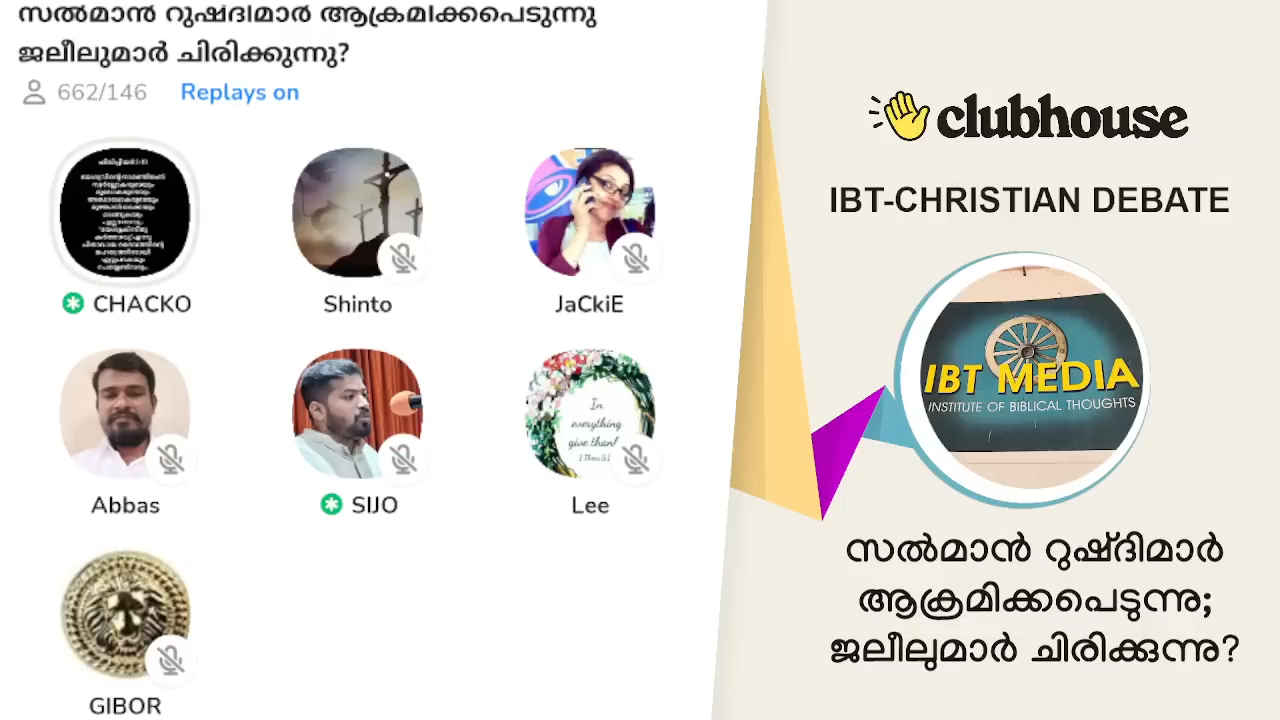 സൽമാൻ റുഷ്ദിമാർ ആക്രമിക്കപെടുന്നു
ജലീലുമാർ ചിരിക്കുന്നു?
662/146 Replays on
CHACKO Shinto JaCkiE
In
everything
give than!
Abbas SIJO Lee
GIBOR
clubhouse
IBT-CHRISTIAN DEBATE
IBT MEDIA
INSTITUTE OF BIBLICAL THOUGHTS
സൽമാൻ റുഷ്ദിമാർ
ആക്രമിക്കപെടുന്നു;
ജലീലുമാർ ചിരിക്കുന്നു?